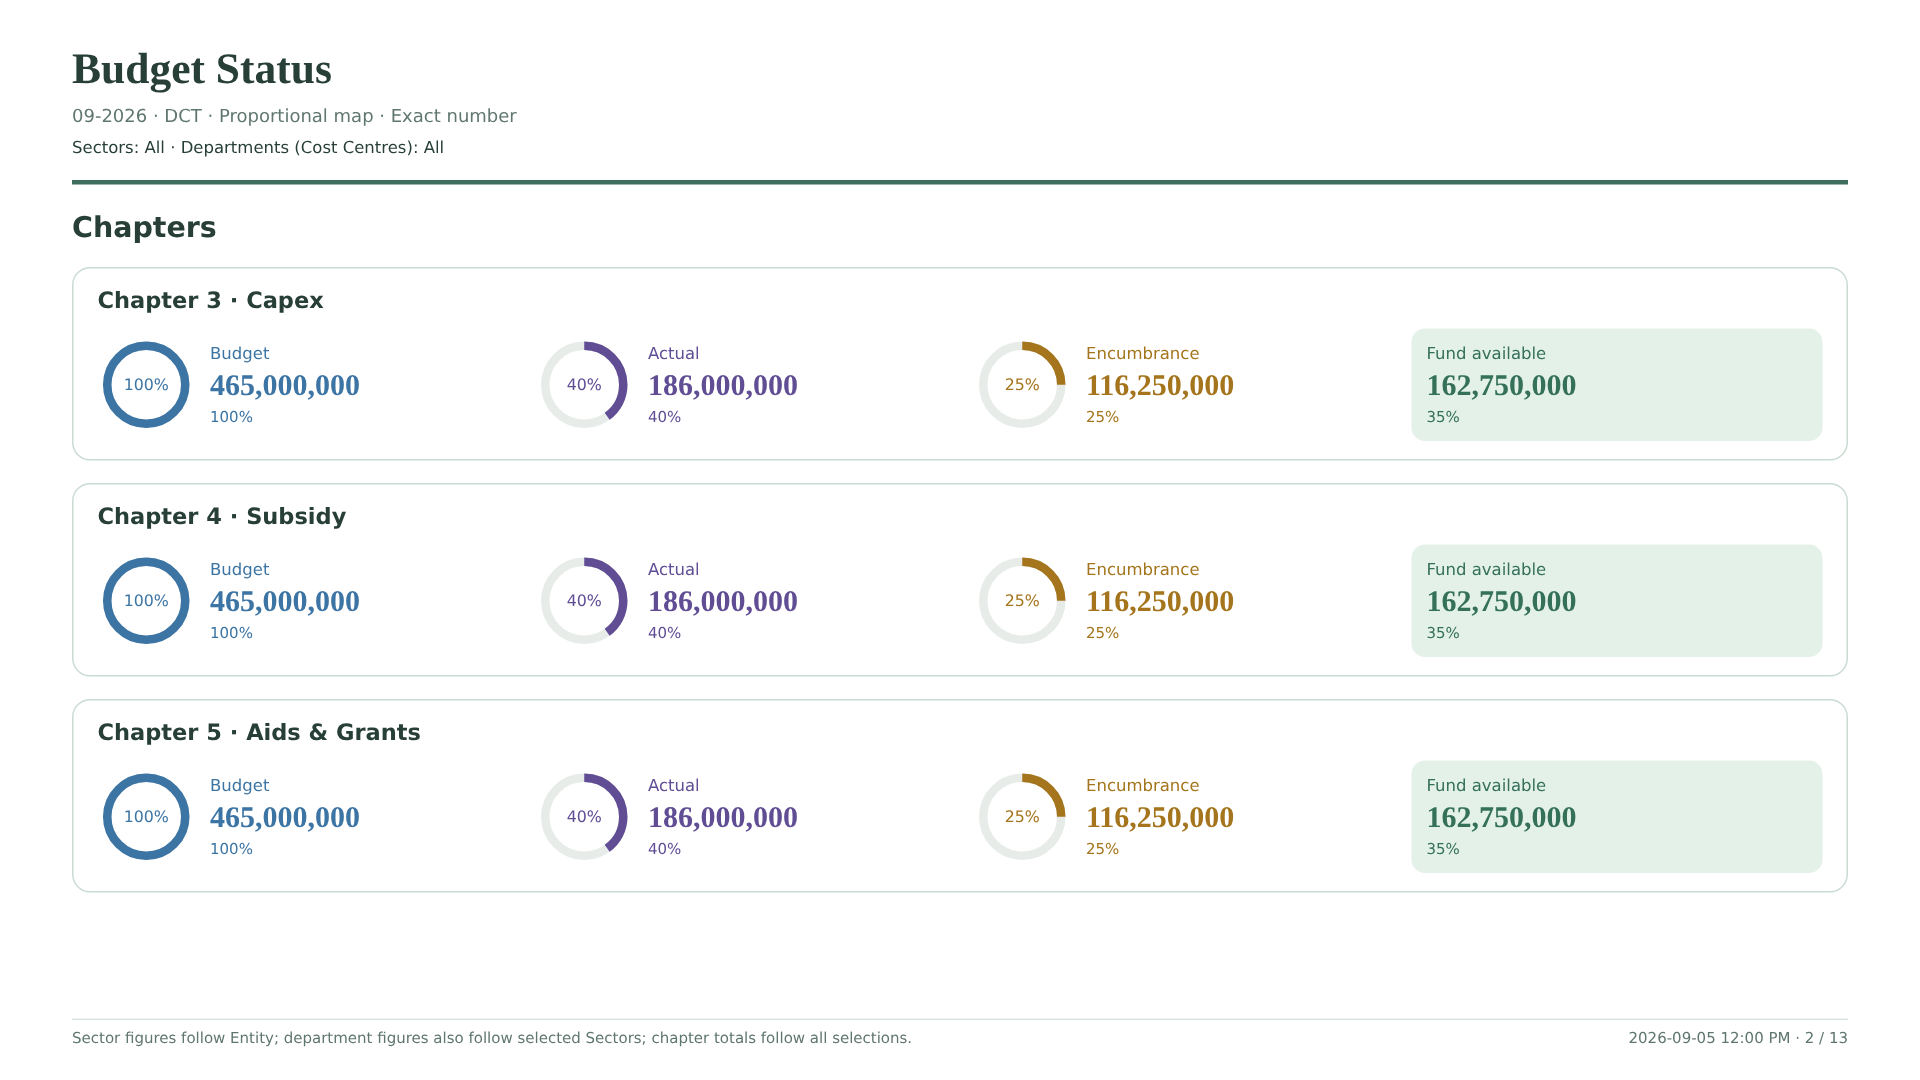 Budget Status
09-2026 · DCT · Proportional map · Exact number
Sectors: All · Departments (Cost Centres): All
Chapters
Chapter 3 · Capex
100%
Budget
465,000,000
100%
40%
Actual
186,000,000
40%
25%
Encumbrance
116,250,000
25%
Fund available
162,750,000
35%
Chapter 4 · Subsidy
100%
Budget
465,000,000
100%
40%
Actual
186,000,000
40%
25%
Encumbrance
116,250,000
25%
Fund available
162,750,000
35%
Chapter 5 · Aids & Grants
100%
Budget
465,000,000
100%
40%
Actual
186,000,000
40%
25%
Encumbrance
116,250,000
25%
Fund available
162,750,000
35%
Sector figures follow Entity; department figures also follow selected Sectors; chapter totals follow all selections.
2026-09-05 12:00 PM · 2 / 13